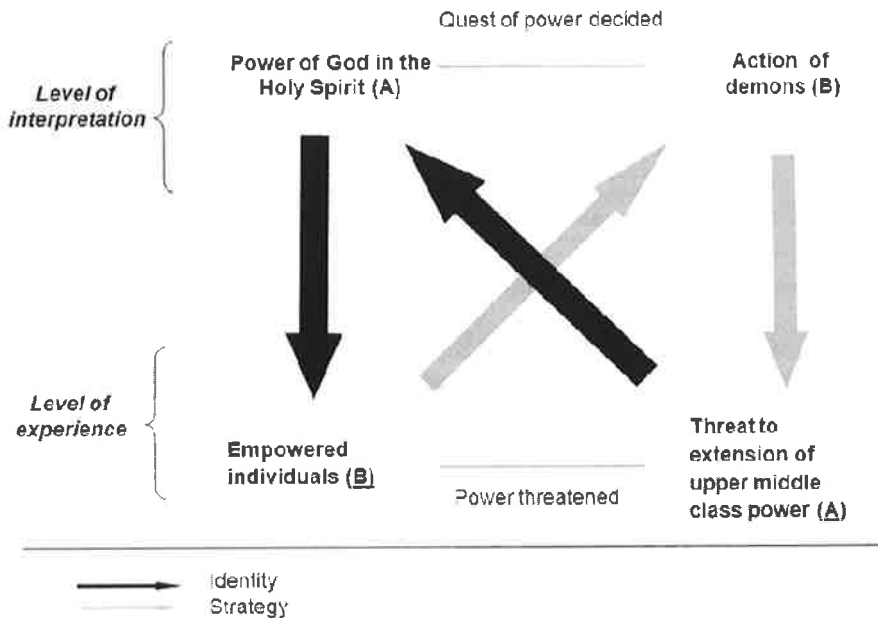 Quest of power decided
Power of God in the
Holy Spirit (A)
Action of
demons (B)
Level of
interpretation
Level of
experience
Empowered
individuals (B)
Threat to
extension of
upper middle
class power (A)
Power threatened
Identity
Strategy